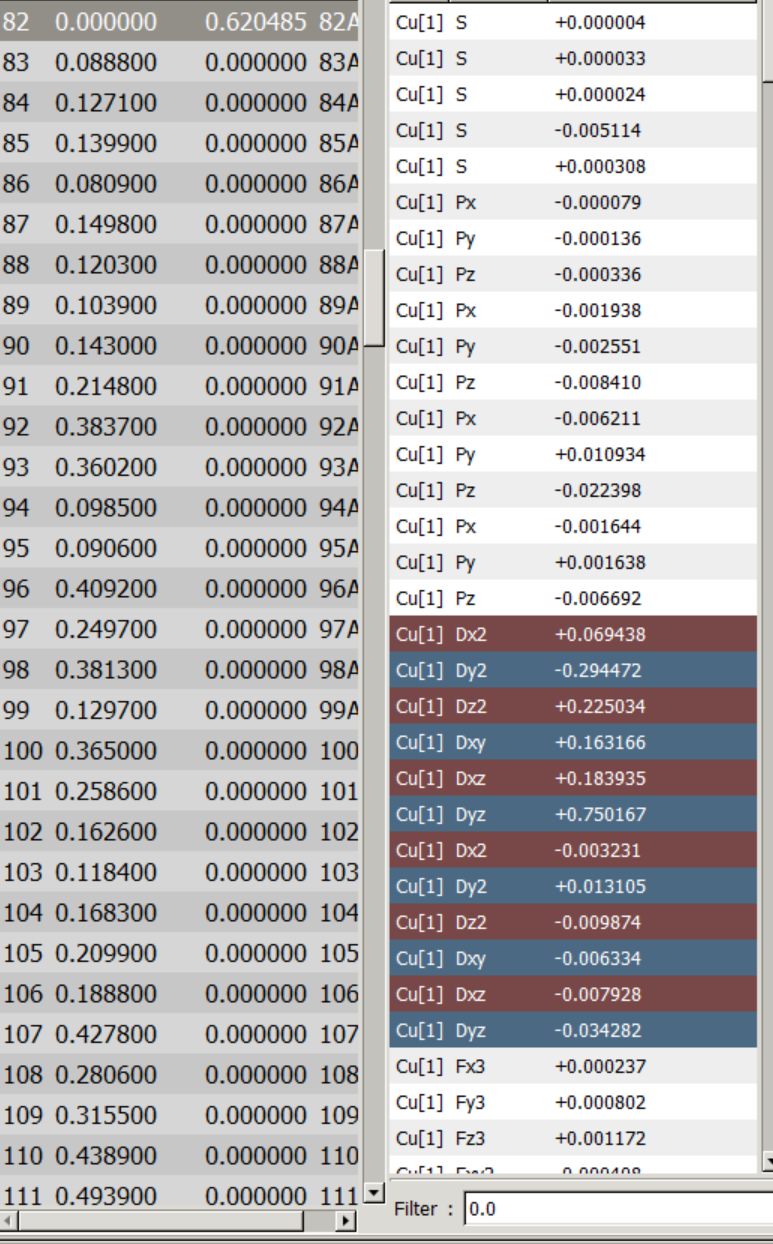 82 0.000000 0.620485 82A
83 0.088800 0.000000 83A
84 0.127100 0.000000 84A
85 0.139900 0.000000 85A
86 0.080900 0.000000 86A
87 0.149800 0.000000 87A
88 0.120300 0.000000 88A
89 0.103900 0.000000 89A
90 0.143000 0.000000 90A
91 0.214800 0.000000 91A
92 0.383700 0.000000 92A
93 0.360200 0.000000 93A
94 0.098500 0.000000 94A
95 0.090600 0.000000 95A
96 0.409200 0.000000 96A
97 0.249700 0.000000 97A
98 0.381300 0.000000 98A
99 0.129700 0.000000 99A
100 0.365000 0.000000 100
101 0.258600 0.000000 101
102 0.162600 0.000000 102
103 0.118400 0.000000 103
104 0.168300 0.000000 104
105 0.209900 0.000000 105
106 0.188800 0.000000 106
107 0.427800 0.000000 107
108 0.280600 0.000000 108
109 0.315500 0.000000 109
110 0.438900 0.000000 110
111 0.493900 0.000000 111
Cu[1] S +0.000004
Cu[1] S +0.000033
Cu[1] S +0.000024
Cu[1] S -0.005114
Cu[1] S +0.000308
Cu[1] Px -0.000079
Cu[1] Py -0.000136
Cu[1] Pz -0.000336
Cu[1] Px -0.001938
Cu[1] Py -0.002551
Cu[1] Pz -0.008410
Cu[1] Px -0.006211
Cu[1] Py +0.010934
Cu[1] Pz -0.022398
Cu[1] Px -0.001644
Cu[1] Py +0.001638
Cu[1] Pz -0.006692
Cu[1] Dx2 +0.069438
Cu[1] Dy2 -0.294472
Cu[1] Dz2 +0.225034
Cu[1] Dxy +0.163166
Cu[1] Dxz +0.183935
Cu[1] Dyz +0.750167
Cu[1] Dx2 -0.003231
Cu[1] Dy2 +0.013105
Cu[1] Dz2 -0.009874
Cu[1] Dxy -0.006334
Cu[1] Dxz -0.007928
Cu[1] Dyz -0.034282
Cu[1] Fx3 +0.000237
Cu[1] Fy3 +0.000802
Cu[1] Fz3 +0.001172
Cu[1]
Filter : 0.0